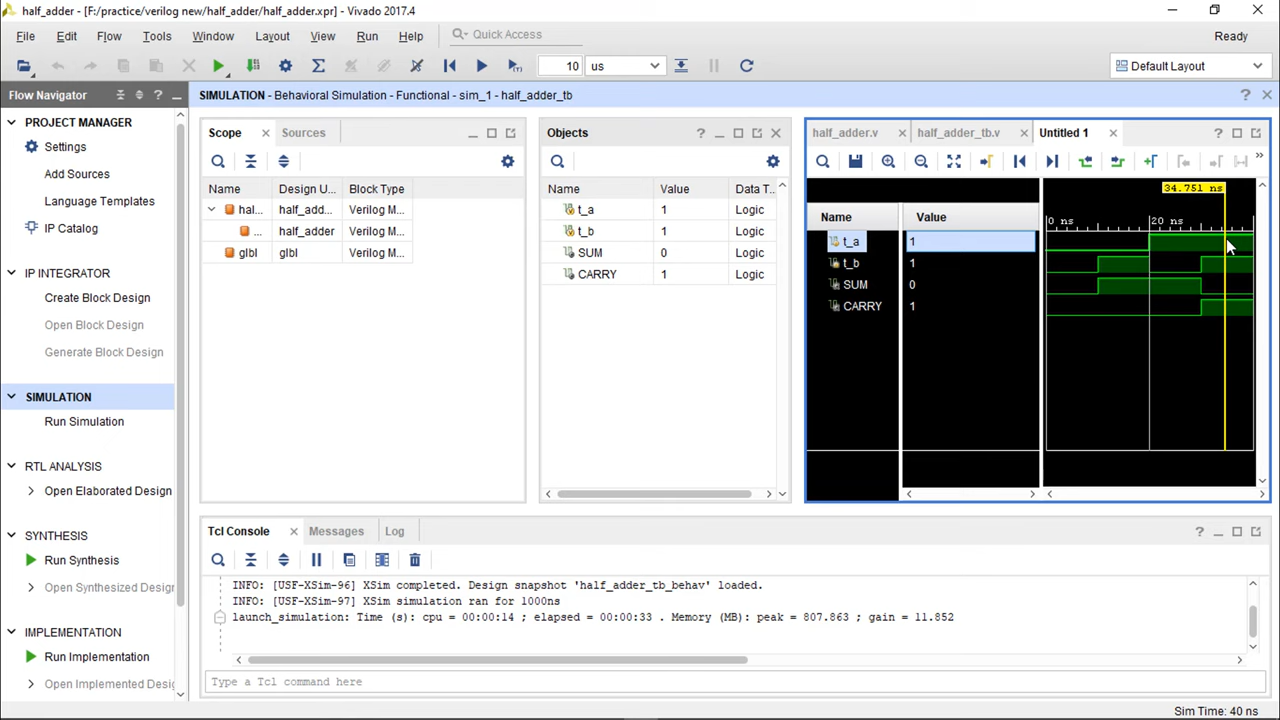 half_adder - [F:/practice/verilog new/half_adder/half_adder.xpr] - Vivado 2017.4
File Edit Flow Tools Window Layout View Run Help Quick Access Ready
10 us Default Layout
Flow Navigator
SIMULATION - Behavioral Simulation - Functional - sim_1 - half_adder_tb
PROJECT MANAGER
Settings
Add Sources
Language Templates
IP Catalog
IP INTEGRATOR
Create Block Design
Open Block Design
Generate Block Design
SIMULATION
Run Simulation
RTL ANALYSIS
Open Elaborated Design
SYNTHESIS
Run Synthesis
Open Synthesized Design
IMPLEMENTATION
Run Implementation
Open Implemented Desig
Scope Sources
Name Design U... Block Type
hal... half_add... Verilog M...
... half_adder Verilog M...
glbl glbl Verilog M...
Objects
Name Value Data T..
t_a 1 Logic
t_b 1 Logic
SUM 0 Logic
CARRY 1 Logic
half_adder.v half_adder_tb.v Untitled 1
34.751 ns
Name Value 0 ns 20 ns
t_a 1
t_b 1
SUM 0
CARRY 1
Tcl Console Messages Log
INFO: [USF-XSim-96] XSim completed. Design snapshot 'half_adder_tb_behav' loaded.
INFO: [USF-XSim-97] XSim simulation ran for 1000ns
launch_simulation: Time (s): cpu = 00:00:14 ; elapsed = 00:00:33 . Memory (MB): peak = 807.863 ; gain = 11.852
Type a Tcl command here
Sim Time: 40 ns